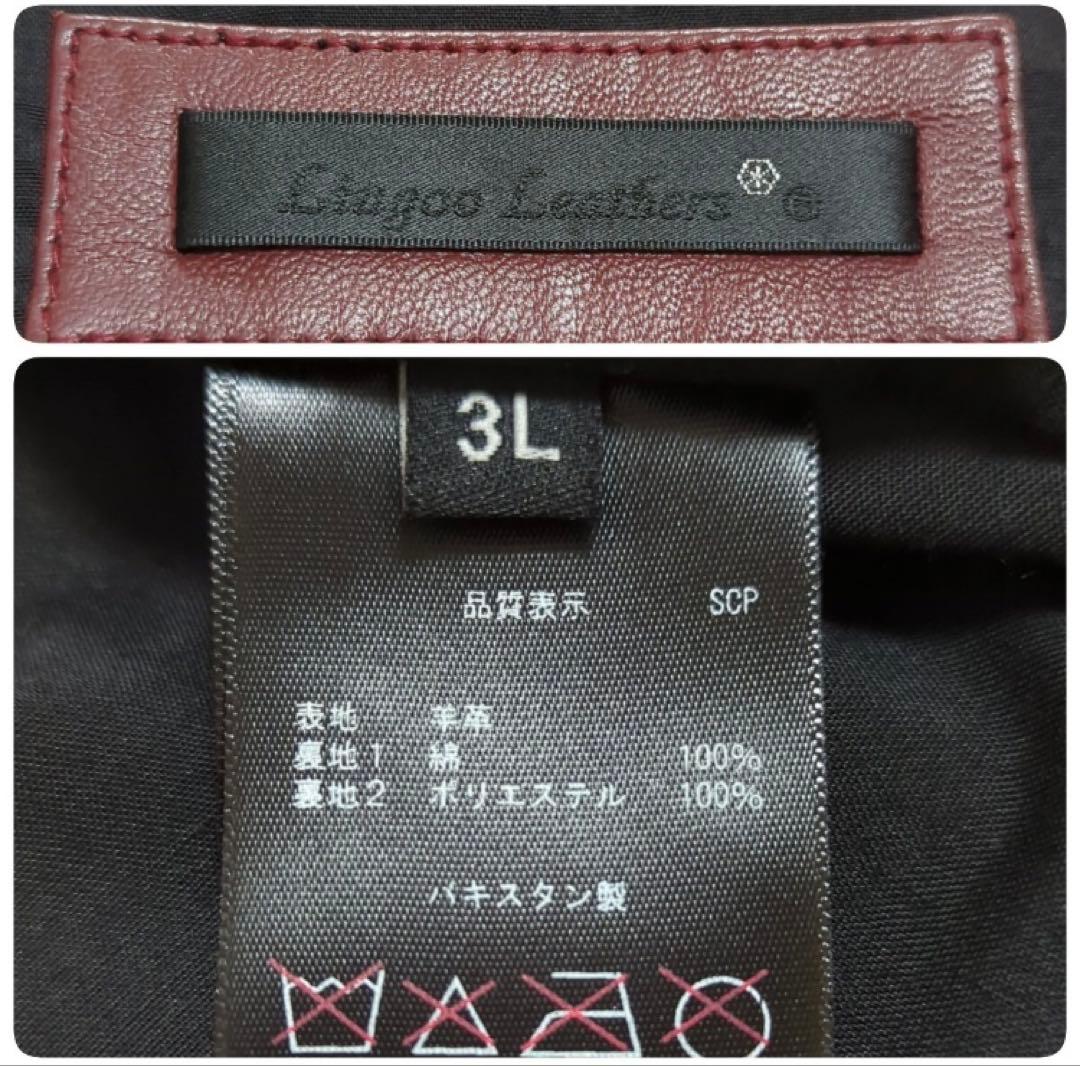 Liugoo Leathers ®
3L
品質表示 SCP
表地 羊革
裏地1 綿 100%
裏地2 ポリエステル 100%
パキスタン製